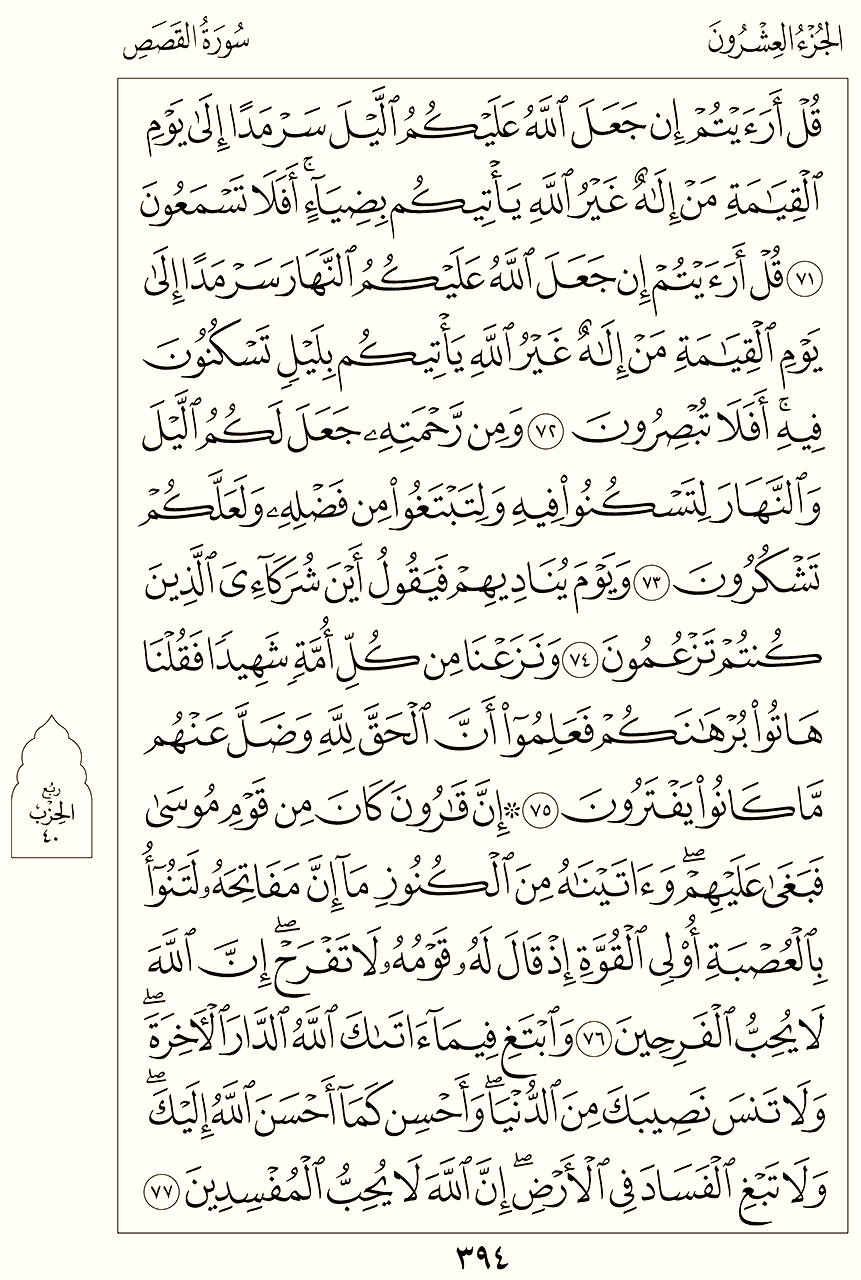 الجُزْءُ العِشْرُونَ
سُورَةُ القَصَصِ
قُلْ أَرَءَيْتُمْ إِن جَعَلَ ٱللَّهُ عَلَيْكُمُ ٱلَّيْلَ سَرْمَدًا إِلَىٰ يَوْمِ
ٱلْقِيَٰمَةِ مَنْ إِلَٰهٌ غَيْرُ ٱللَّهِ يَأْتِيكُم بِضِيَآءٍ ۚ أَفَلَا تَسْمَعُونَ
٧١ قُلْ أَرَءَيْتُمْ إِن جَعَلَ ٱللَّهُ عَلَيْكُمُ ٱلنَّهَارَ سَرْمَدًا إِلَىٰ
يَوْمِ ٱلْقِيَٰمَةِ مَنْ إِلَٰهٌ غَيْرُ ٱللَّهِ يَأْتِيكُم بِلَيْلٍ تَسْكُنُونَ
فِيهِ ۚ أَفَلَا تُبْصِرُونَ ٧٢ وَمِن رَّحْمَتِهِۦ جَعَلَ لَكُمُ ٱلَّيْلَ
وَٱلنَّهَارَ لِتَسْكُنُوا۟ فِيهِ وَلِتَبْتَغُوا۟ مِن فَضْلِهِۦ وَلَعَلَّكُمْ
تَشْكُرُونَ ٧٣ وَيَوْمَ يُنَادِيهِمْ فَيَقُولُ أَيْنَ شُرَكَآءِىَ ٱلَّذِينَ
كُنتُمْ تَزْعُمُونَ ٧٤ وَنَزَعْنَا مِن كُلِّ أُمَّةٍ شَهِيدًا فَقُلْنَا
هَاتُوا۟ بُرْهَٰنَكُمْ فَعَلِمُوٓا۟ أَنَّ ٱلْحَقَّ لِلَّهِ وَضَلَّ عَنْهُم
مَّا كَانُوا۟ يَفْتَرُونَ ٧٥ ۞ إِنَّ قَٰرُونَ كَانَ مِن قَوْمِ مُوسَىٰ
فَبَغَىٰ عَلَيْهِمْ ۖ وَءَاتَيْنَٰهُ مِنَ ٱلْكُنُوزِ مَآ إِنَّ مَفَاتِحَهُۥ لَتَنُوٓأُ
بِٱلْعُصْبَةِ أُو۟لِى ٱلْقُوَّةِ إِذْ قَالَ لَهُۥ قَوْمُهُۥ لَا تَفْرَحْ ۖ إِنَّ ٱللَّهَ
لَا يُحِبُّ ٱلْفَرِحِينَ ٧٦ وَٱبْتَغِ فِيمَآ ءَاتَىٰكَ ٱللَّهُ ٱلدَّارَ ٱلْءَاخِرَةَ ۖ
وَلَا تَنسَ نَصِيبَكَ مِنَ ٱلدُّنْيَا ۖ وَأَحْسِن كَمَآ أَحْسَنَ ٱللَّهُ إِلَيْكَ ۖ
وَلَا تَبْغِ ٱلْفَسَادَ فِى ٱلْأَرْضِ ۖ إِنَّ ٱللَّهَ لَا يُحِبُّ ٱلْمُفْسِدِينَ ٧٧
رُبُع
الحِزْب
٤٠
٣٩٤